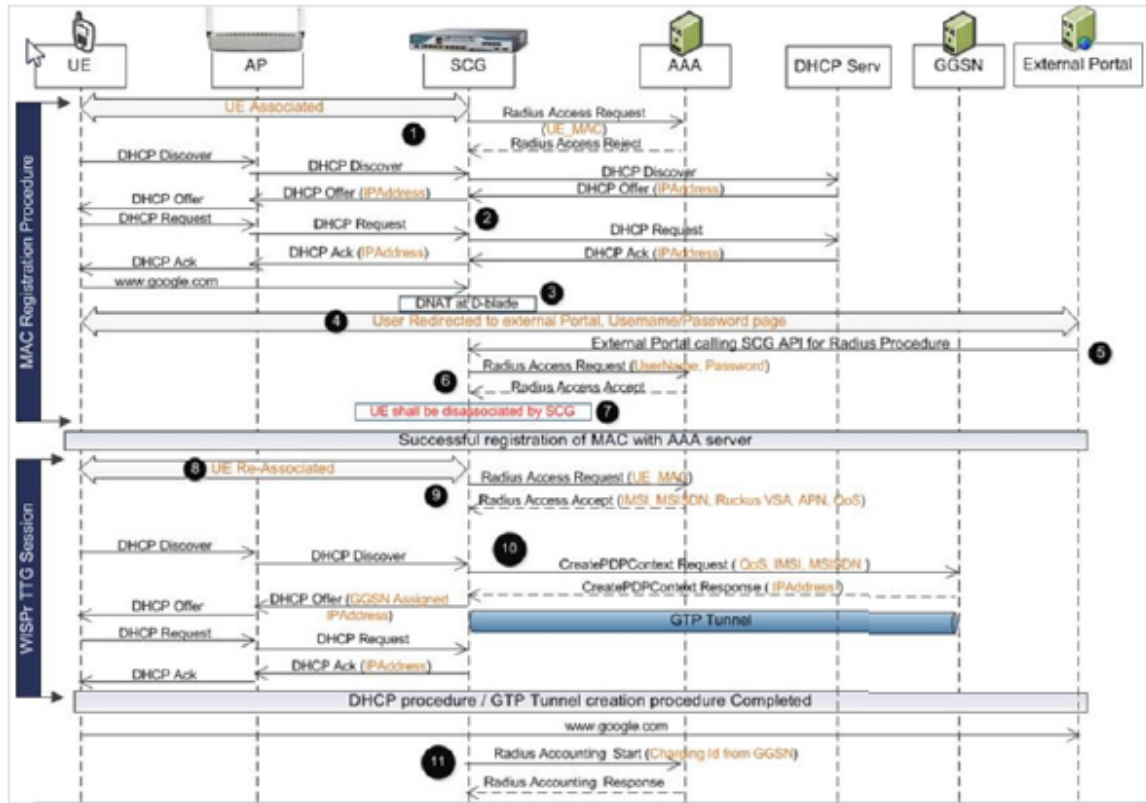 UE
AP
SCG
AAA
DHCP Serv
GGSN
External Portal
MAC Registration Procedure
UE Associated
Radius Access Request
(UE_MAC)
1
Radius Access Reject
DHCP Discover
DHCP Discover
DHCP Discover
DHCP Offer
DHCP Offer (IPAddress)
DHCP Offer (IPAddress)
DHCP Request
DHCP Request
2
DHCP Request
DHCP Ack
DHCP Ack (IPAddress)
DHCP Ack (IPAddress)
www.google.com
DNAT at D-blade
3
4
User Redirected to external Portal, Username/Password page
External Portal calling SCG API for Radius Procedure
5
Radius Access Request (UserName, Password)
6
Radius Access Accept
UE shall be disassociated by SCG
7
Successful registration of MAC with AAA server
WISPr TTG Session
8
UE Re-Associated
Radius Access Request (UE_MAC)
9
Radius Access Accept (IMSI, MSISDN, Ruckus VSA, APN, QoS)
DHCP Discover
DHCP Discover
10
CreatePDPContext Request ( QoS, IMSI, MSISDN )
CreatePDPContext Response ( IPAddress )
DHCP Offer
DHCP Offer (GGSN Assigned
IPAddress)
GTP Tunnel
DHCP Request
DHCP Request
DHCP Ack
DHCP Ack (IPAddress)
DHCP procedure / GTP Tunnel creation procedure Completed
www.google.com
11
Radius Accounting Start (Charging Id from GGSN)
Radius Accounting Response